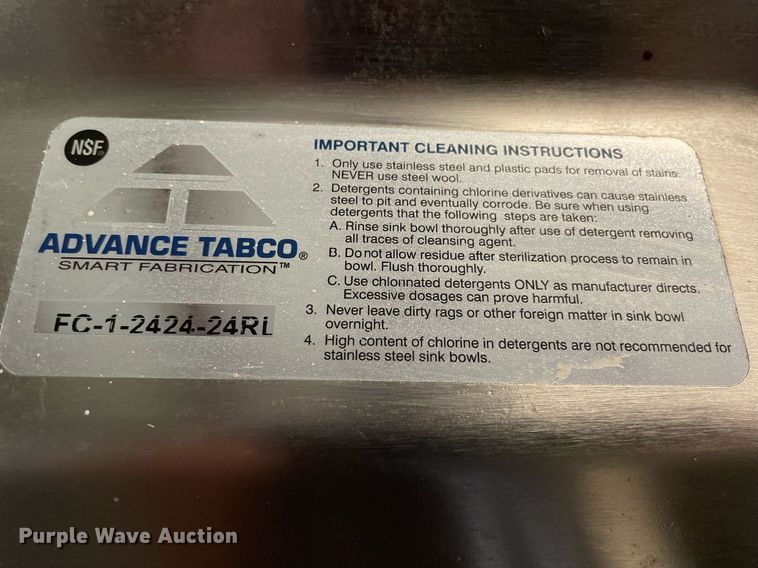 NSF
ADVANCE TABCO®
SMART FABRICATION™
FC-1-2424-24RL
IMPORTANT CLEANING INSTRUCTIONS
1. Only use stainless steel and plastic pads for removal of stains.
NEVER use steel wool.
2. Detergents containing chlorine derivatives can cause stainless
steel to pit and eventually corrode. Be sure when using
detergents that the following steps are taken:
A. Rinse sink bowl thoroughly after use of detergent removing
all traces of cleansing agent.
B. Do not allow residue after sterilization process to remain in
bowl. Flush thoroughly.
C. Use chlorinated detergents ONLY as manufacturer directs.
Excessive dosages can prove harmful.
3. Never leave dirty rags or other foreign matter in sink bowl
overnight.
4. High content of chlorine in detergents are not recommended for
stainless steel sink bowls.
Purple Wave Auction